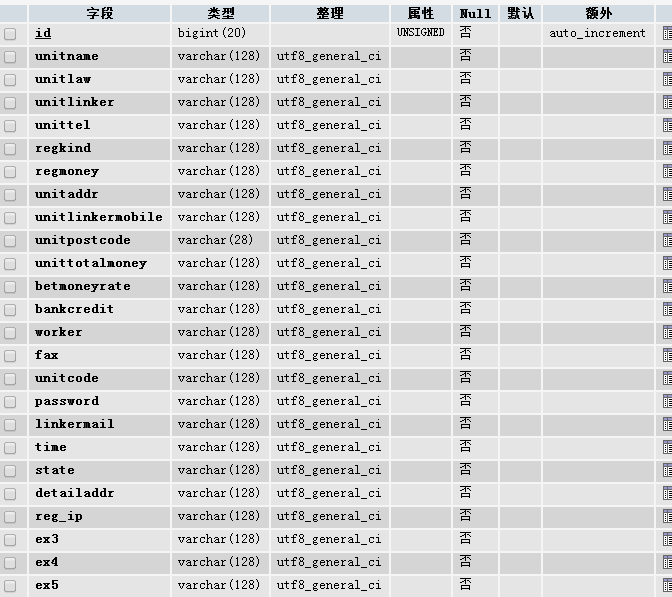 字段 类型 整理 属性 Null 默认 额外
id bigint(20) UNSIGNED 否 auto_increment
unitname varchar(128) utf8_general_ci 否
unitlaw varchar(128) utf8_general_ci 否
unitlinker varchar(128) utf8_general_ci 否
unittel varchar(128) utf8_general_ci 否
regkind varchar(128) utf8_general_ci 否
regmoney varchar(128) utf8_general_ci 否
unitaddr varchar(128) utf8_general_ci 否
unitlinkermobile varchar(128) utf8_general_ci 否
unitpostcode varchar(28) utf8_general_ci 否
unittotalmoney varchar(128) utf8_general_ci 否
betmoneyrate varchar(128) utf8_general_ci 否
bankcredit varchar(128) utf8_general_ci 否
worker varchar(128) utf8_general_ci 否
fax varchar(128) utf8_general_ci 否
unitcode varchar(128) utf8_general_ci 否
password varchar(128) utf8_general_ci 否
linkermail varchar(128) utf8_general_ci 否
time varchar(128) utf8_general_ci 否
state varchar(128) utf8_general_ci 否
detailaddr varchar(128) utf8_general_ci 否
reg_ip varchar(128) utf8_general_ci 否
ex3 varchar(128) utf8_general_ci 否
ex4 varchar(128) utf8_general_ci 否
ex5 varchar(128) utf8_general_ci 否